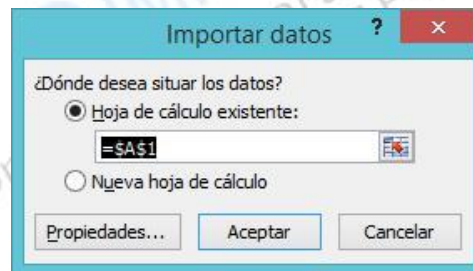 Importar datos ? ×
¿Dónde desea situar los datos?
Hoja de cálculo existente:
=$A$1
Nueva hoja de cálculo
Propiedades... Aceptar Cancelar